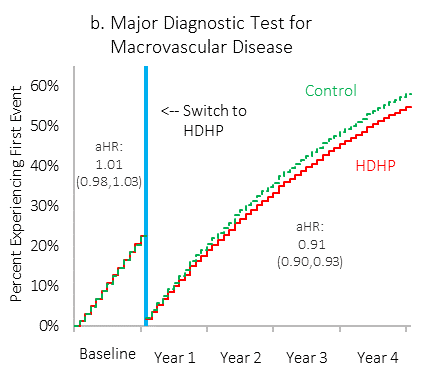 b. Major Diagnostic Test for
Macrovascular Disease
Percent Experiencing First Event
60%
50%
40%
30%
20%
10%
0%
aHR:
1.01
(0.98,1.03)
<-- Switch to
HDHP
Control
HDHP
aHR:
0.91
(0.90,0.93)
Baseline
Year 1
Year 2
Year 3
Year 4